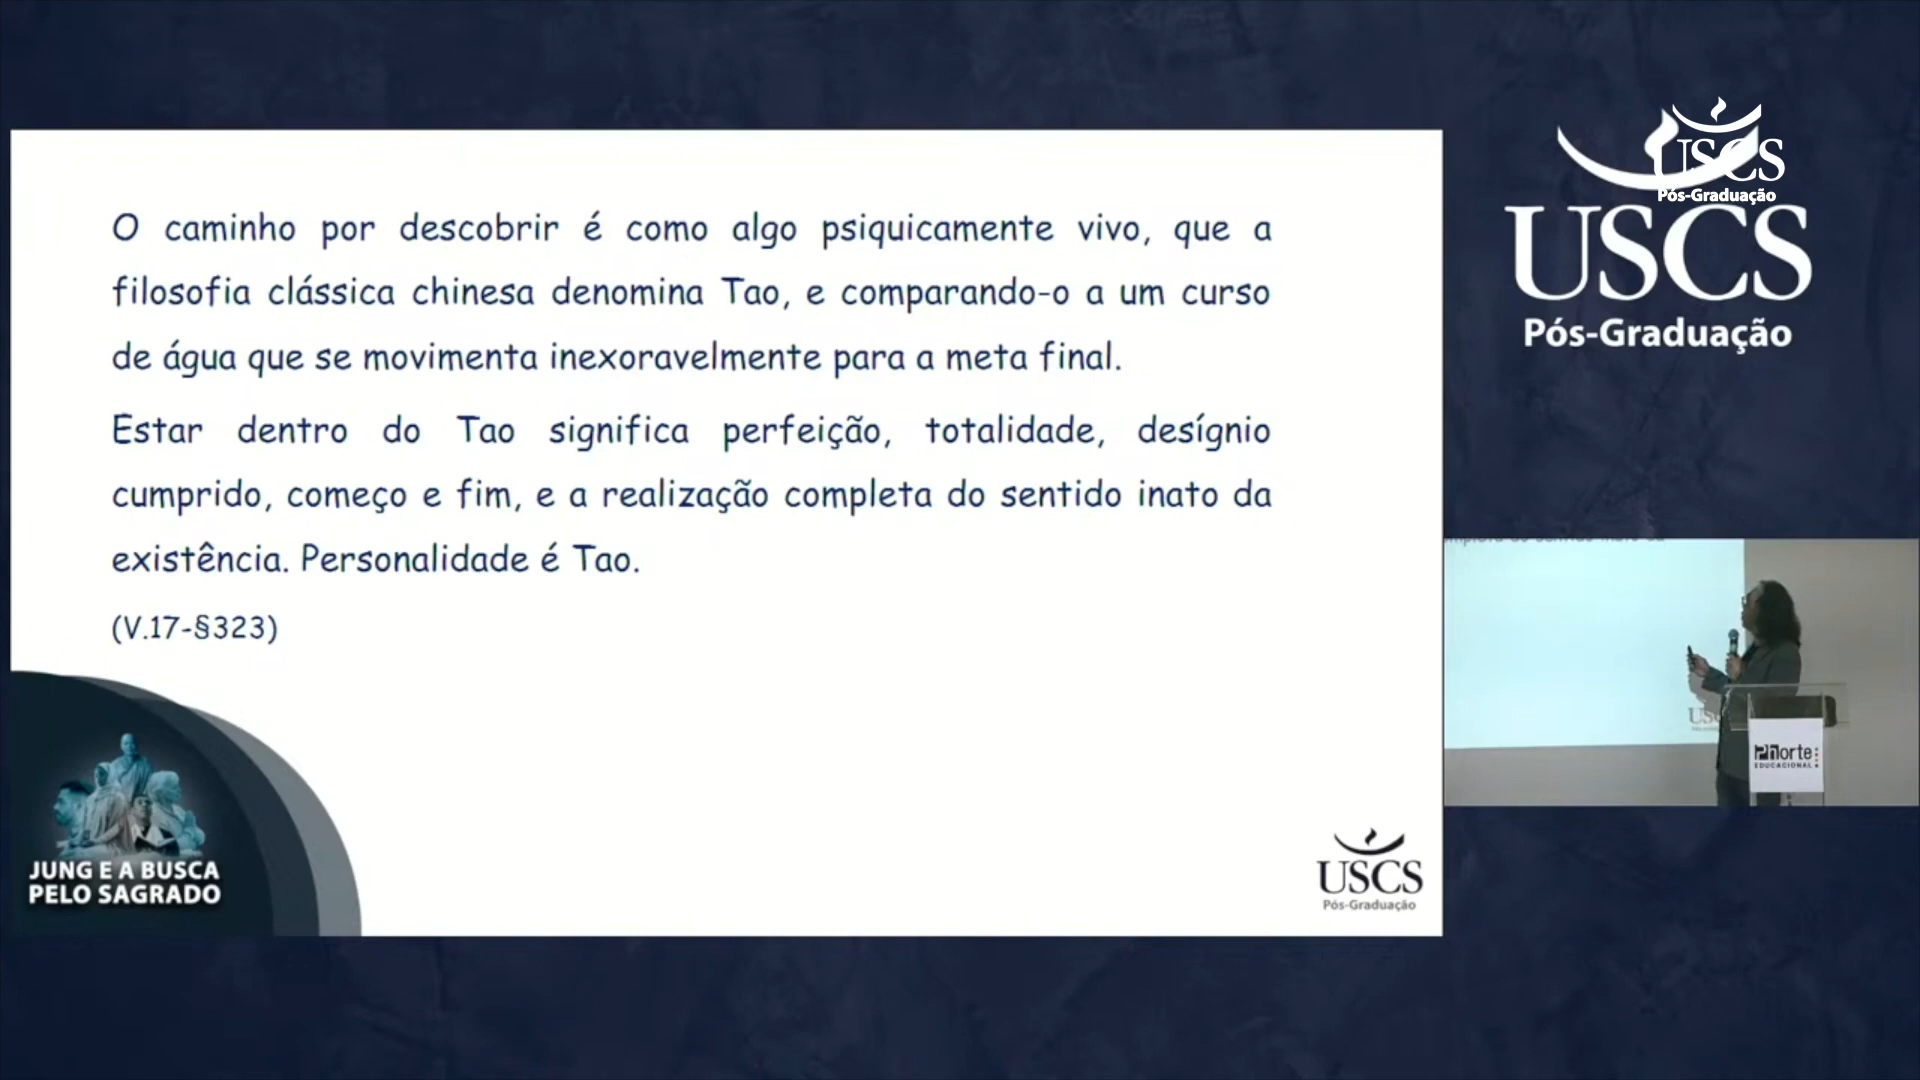 O caminho por descobrir é como algo psiquicamente vivo, que a
filosofia clássica chinesa denomina Tao, e comparando-o a um curso
de água que se movimenta inexoravelmente para a meta final.
Estar dentro do Tao significa perfeição, totalidade, desígnio
cumprido, começo e fim, e a realização completa do sentido inato da
existência. Personalidade é Tao.
(V.17-§323)
JUNG E A BUSCA
PELO SAGRADO
USCS
Pós-Graduação
USCS
Pós-Graduação
USCS
Pós-Graduação
Phorte
EDUCACIONAL